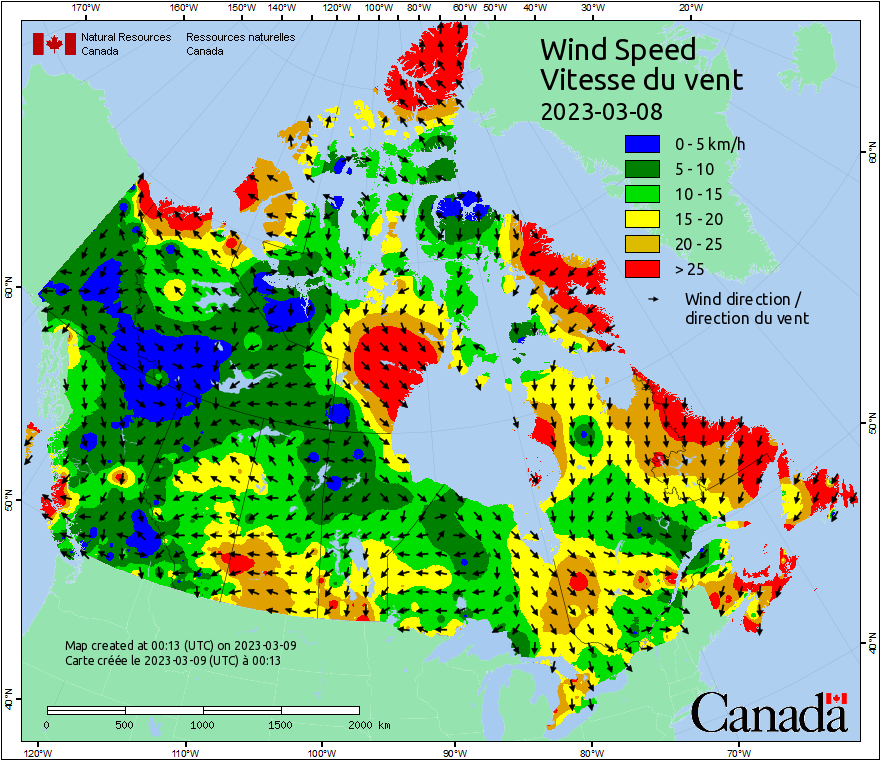 170°W 160°W 150°W 140°W 120°W 100°W 80°W 60°W 50°W 40°W 30°W 20°W
Natural Resources Canada
Ressources naturelles Canada
Wind Speed
Vitesse du vent
2023-03-08
0 - 5 km/h
5 - 10
10 - 15
15 - 20
20 - 25
> 25
Wind direction /
direction du vent
60°N
50°N
40°N
60°N
50°N
40°N
Map created at 00:13 (UTC) on 2023-03-09
Carte créée le 2023-03-09 (UTC) à 00:13
0 500 1000 1500 2000 km
Canada
120°W 110°W 100°W 90°W 80°W 70°W